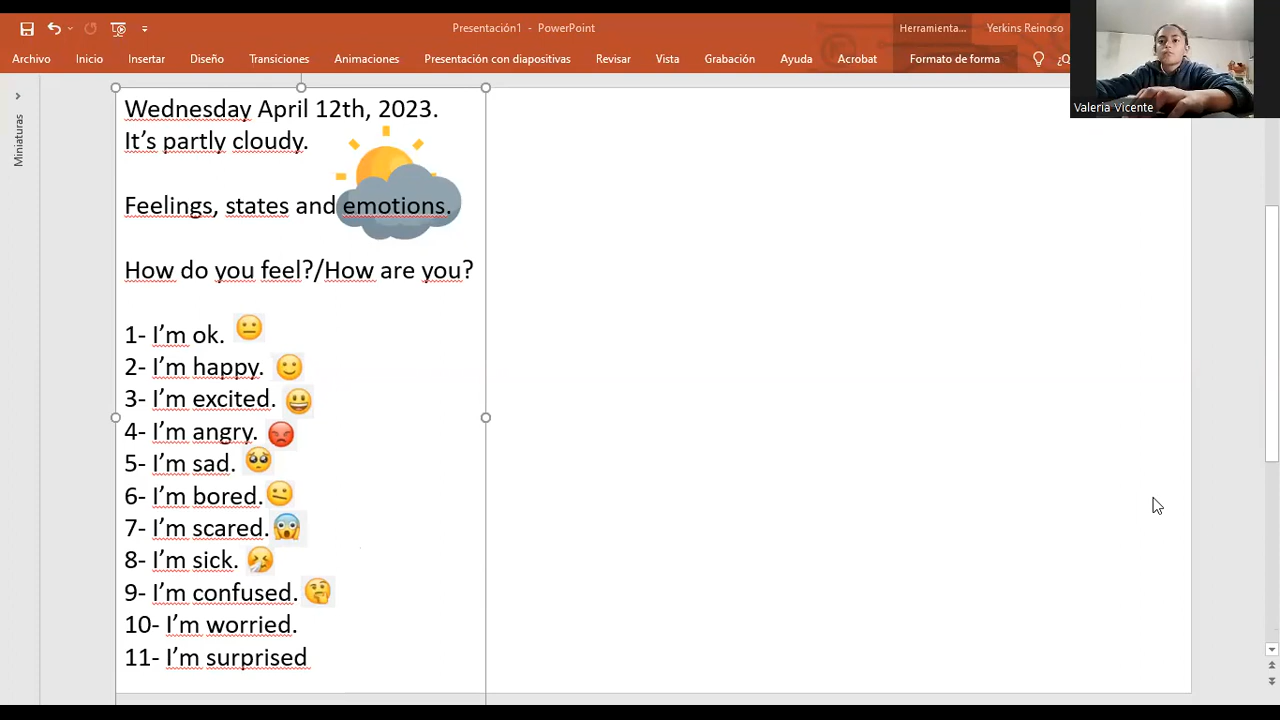 Presentación1 - PowerPoint
Herramienta...
Yerkins Reinoso
Archivo
Inicio
Insertar
Diseño
Transiciones
Animaciones
Presentación con diapositivas
Revisar
Vista
Grabación
Ayuda
Acrobat
Formato de forma
¿Q
Valeria Vicente
Miniaturas
Wednesday April 12th, 2023.
It's partly cloudy.
Feelings, states and emotions.
How do you feel?/How are you?
1- I'm ok.
2- I'm happy.
3- I'm excited.
4- I'm angry.
5- I'm sad.
6- I'm bored.
7- I'm scared.
8- I'm sick.
9- I'm confused.
10- I'm worried.
11- I'm surprised